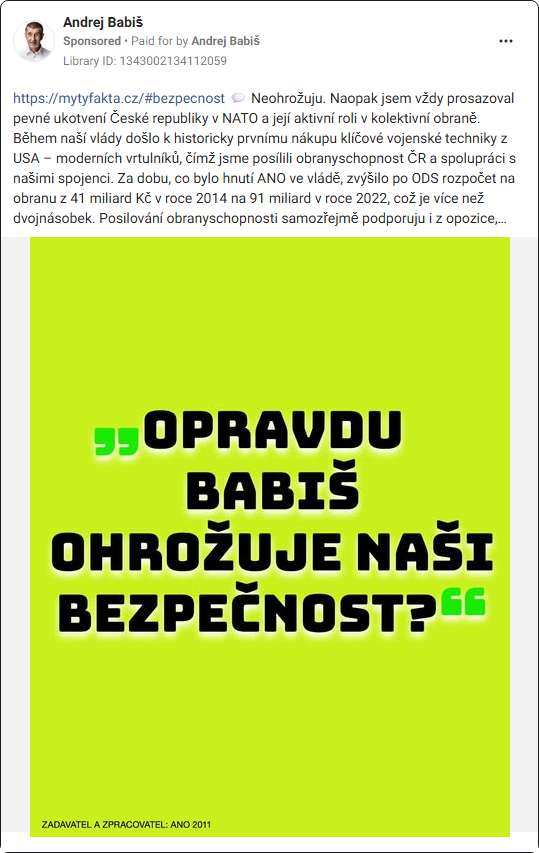 Andrej Babiš
Sponsored • Paid for by Andrej Babiš
Library ID: 1343002134112059
https://mytyfakta.cz/#bezpecnost 💬 Neohrožuju. Naopak jsem vždy prosazoval
pevné ukotvení České republiky v NATO a její aktivní roli v kolektivní obraně.
Během naší vlády došlo k historicky prvnímu nákupu klíčové vojenské techniky z
USA – moderních vrtulníků, čímž jsme posílili obranyschopnost ČR a spolupráci s
našimi spojenci. Za dobu, co bylo hnutí ANO ve vládě, zvýšilo po ODS rozpočet na
obranu z 41 miliard Kč v roce 2014 na 91 miliard v roce 2022, což je více než
dvojnásobek. Posilování obranyschopnosti samozřejmě podporuju i z opozice,...
„OPRAVDU
BABIŠ
OHROŽUJE NAŠI
BEZPEČNOST?“
ZADAVATEL A ZPRACOVATEL: ANO 2011